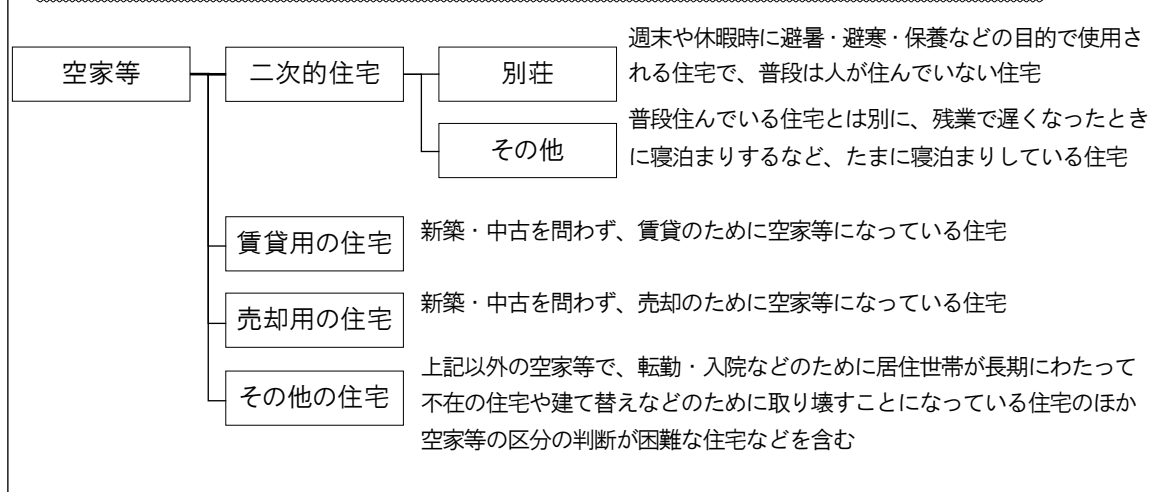 空家等
二次的住宅
別荘
週末や休暇時に避暑・避寒・保養などの目的で使用さ
れる住宅で、普段は人が住んでいない住宅
その他
普段住んでいる住宅とは別に、残業で遅くなったとき
に寝泊まりするなど、たまに寝泊まりしている住宅
賃貸用の住宅
新築・中古を問わず、賃貸のために空家等になっている住宅
売却用の住宅
新築・中古を問わず、売却のために空家等になっている住宅
その他の住宅
上記以外の空家等で、転勤・入院などのために居住世帯が長期にわたって
不在の住宅や建て替えなどのために取り壊すことになっている住宅のほか
空家等の区分の判断が困難な住宅などを含む